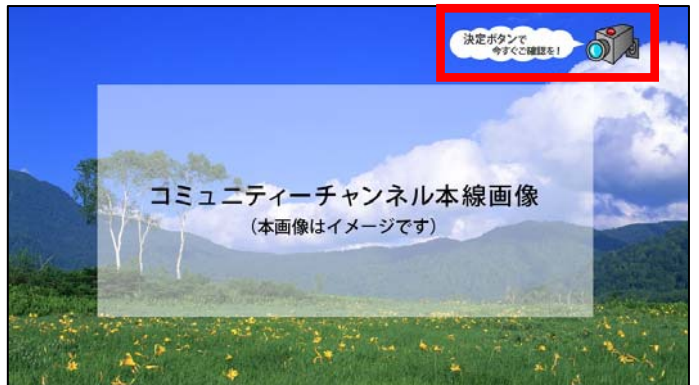 決定ボタンで
今すぐご確認を！
コミュニティーチャンネル本線画像
（本画像はイメージです）